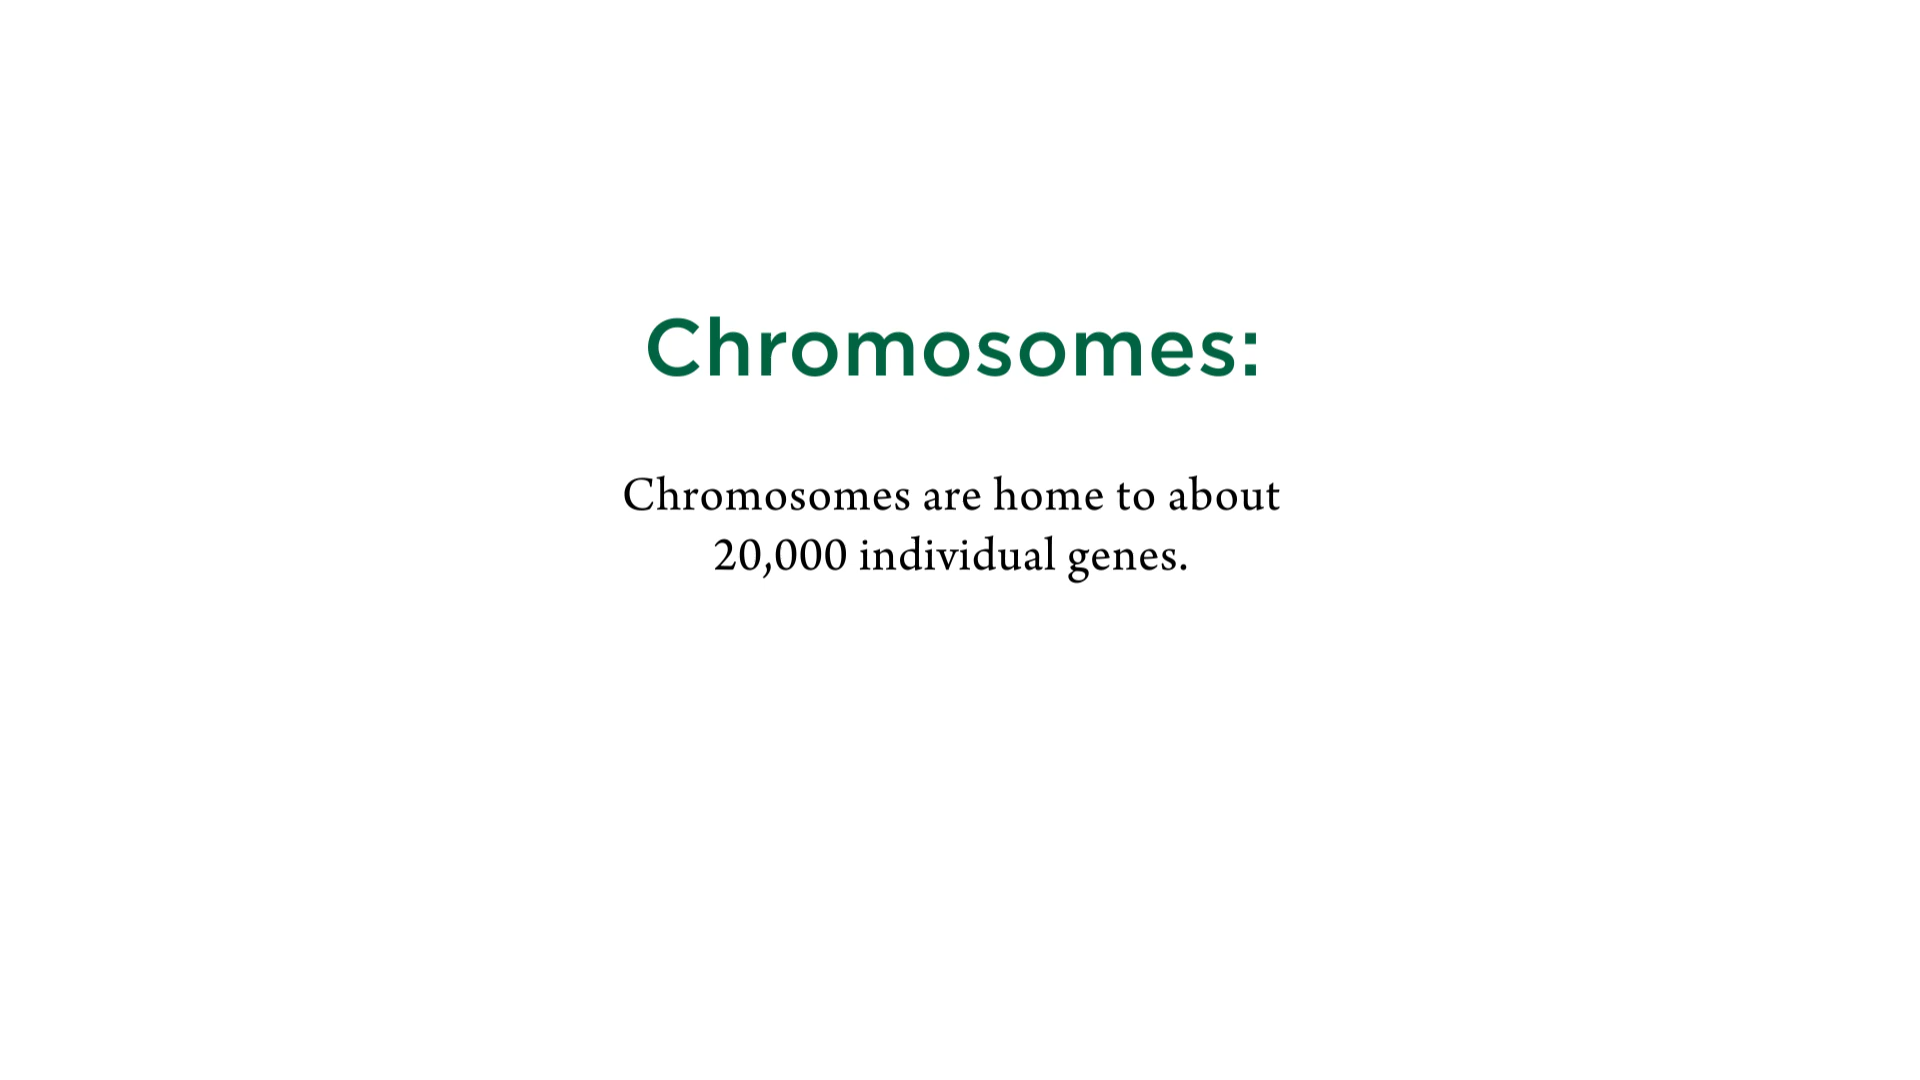 Chromosomes:
Chromosomes are home to about
20,000 individual genes.